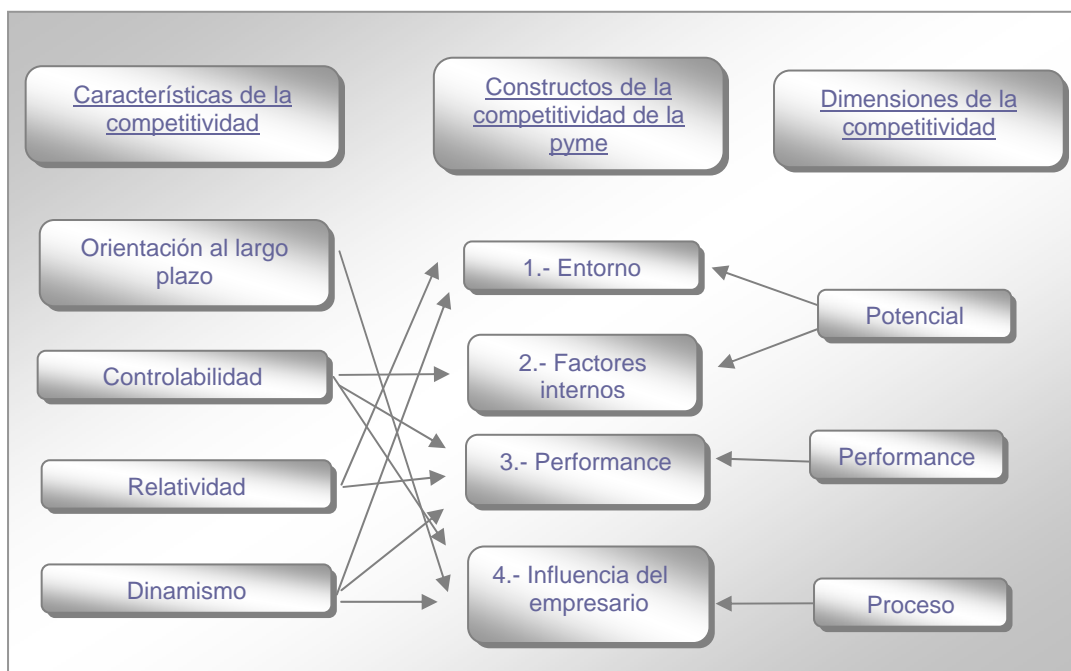 Características de la
competitividad
Constructos de la
competitividad de la
pyme
Dimensiones de la
competitividad
Orientación al largo
plazo
Controlabilidad
Relatividad
Dinamismo
1.- Entorno
2.- Factores
internos
3.- Performance
4.- Influencia del
empresario
Potencial
Performance
Proceso